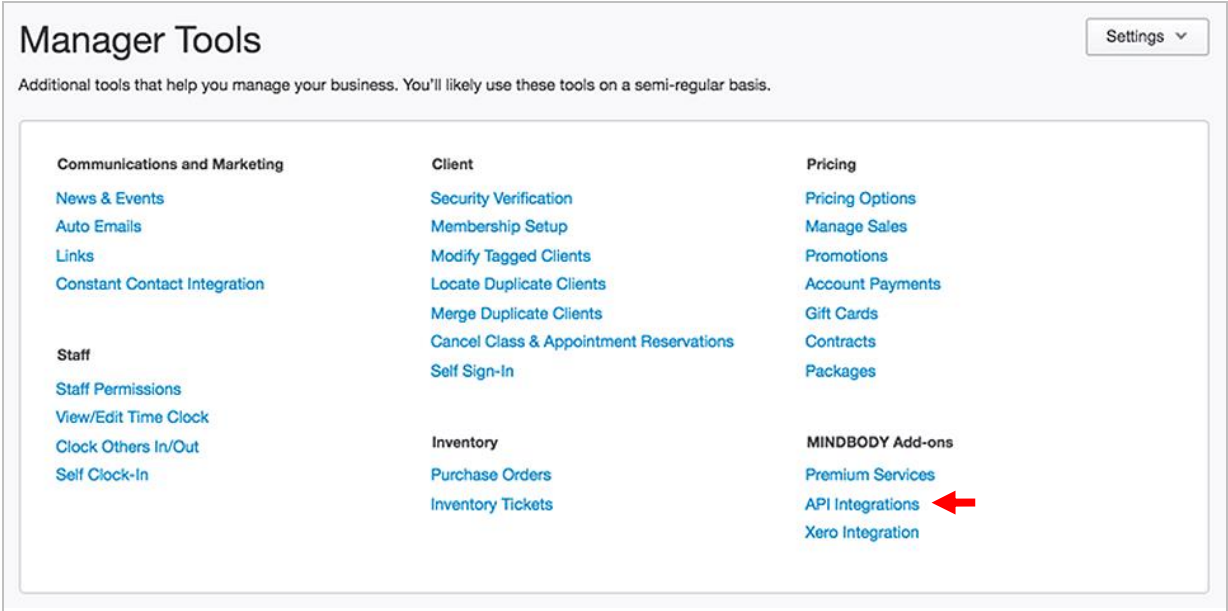 Manager Tools
Settings
Additional tools that help you manage your business. You'll likely use these tools on a semi-regular basis.
Communications and Marketing
News & Events
Auto Emails
Links
Constant Contact Integration
Staff
Staff Permissions
View/Edit Time Clock
Clock Others In/Out
Self Clock-In
Client
Security Verification
Membership Setup
Modify Tagged Clients
Locate Duplicate Clients
Merge Duplicate Clients
Cancel Class & Appointment Reservations
Self Sign-In
Inventory
Purchase Orders
Inventory Tickets
Pricing
Pricing Options
Manage Sales
Promotions
Account Payments
Gift Cards
Contracts
Packages
MINDBODY Add-ons
Premium Services
API Integrations
Xero Integration